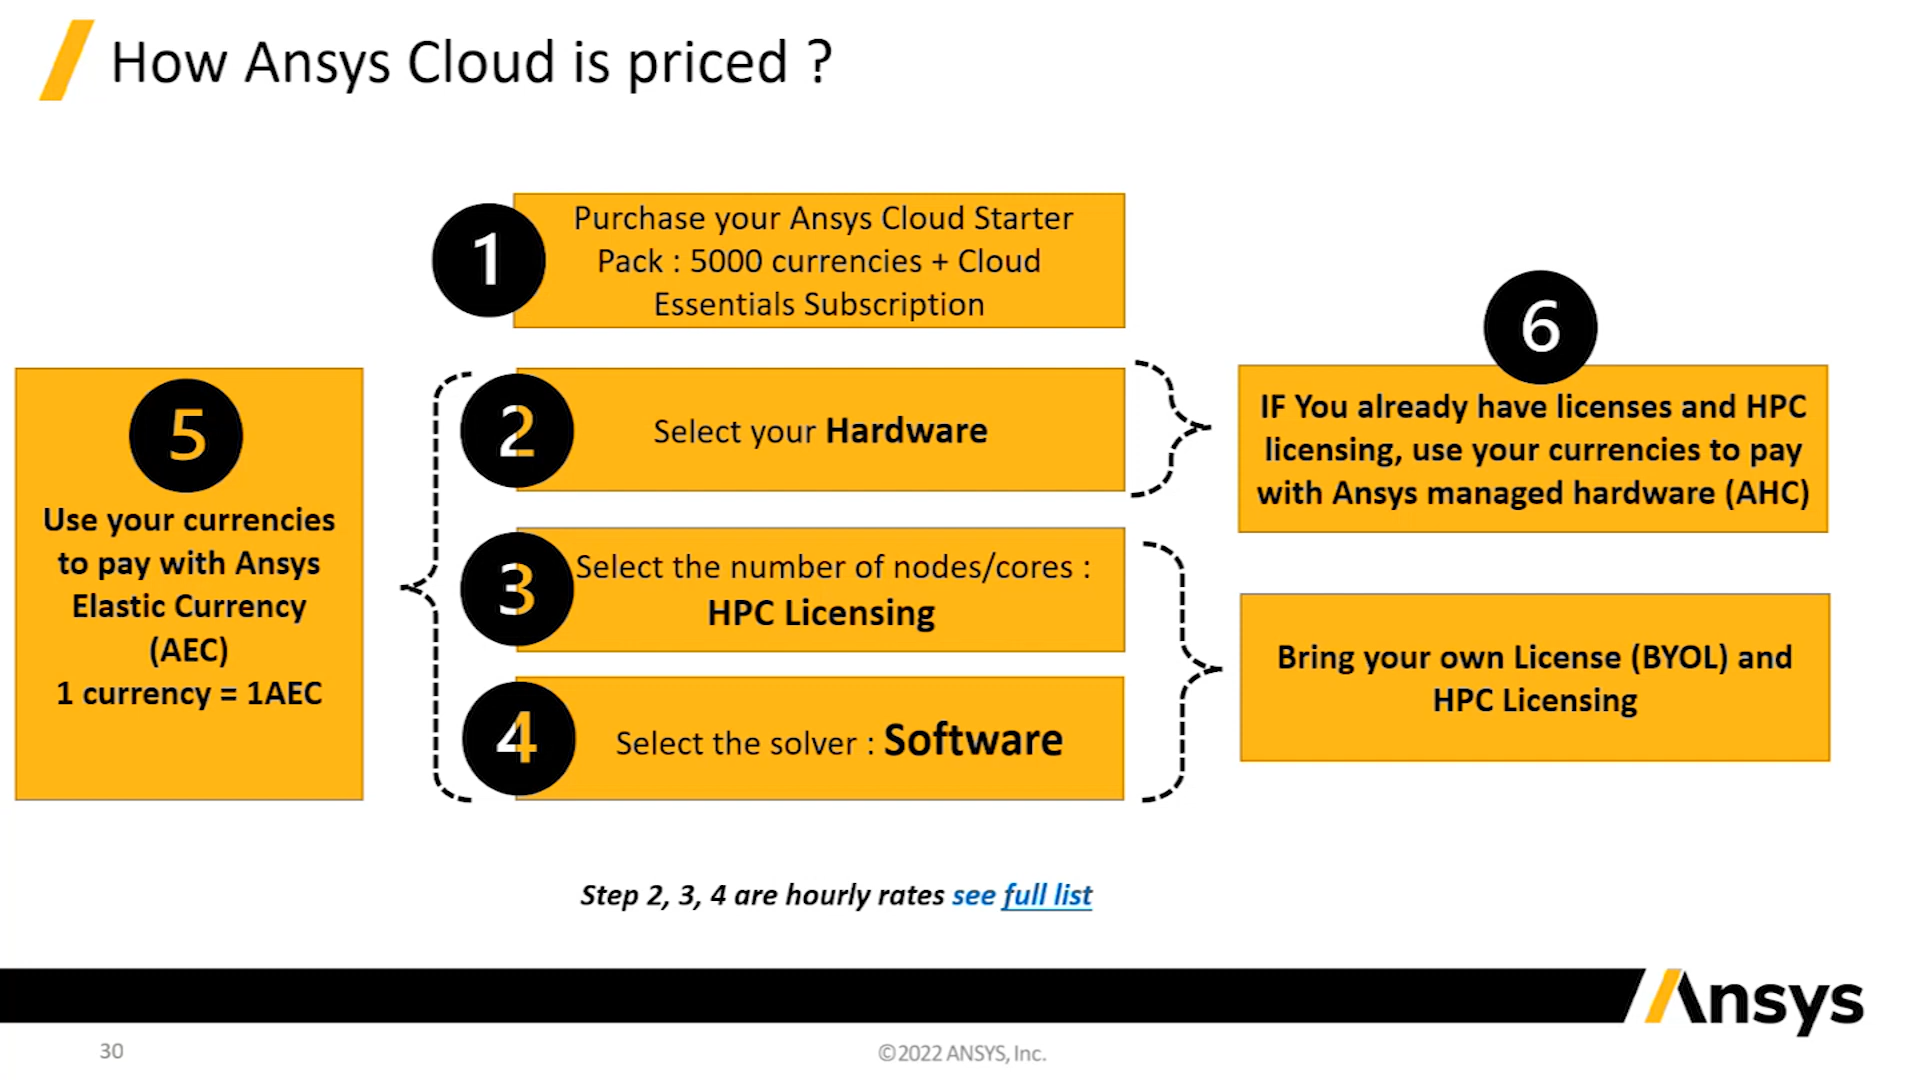 How Ansys Cloud is priced ?
1
Purchase your Ansys Cloud Starter
Pack : 5000 currencies + Cloud
Essentials Subscription
2
Select your Hardware
3
Select the number of nodes/cores :
HPC Licensing
4
Select the solver : Software
5
Use your currencies
to pay with Ansys
Elastic Currency
(AEC)
1 currency = 1AEC
6
IF You already have licenses and HPC
licensing, use your currencies to pay
with Ansys managed hardware (AHC)
Bring your own License (BYOL) and
HPC Licensing
Step 2, 3, 4 are hourly rates see full list
Ansys
30
©2022 ANSYS, Inc.